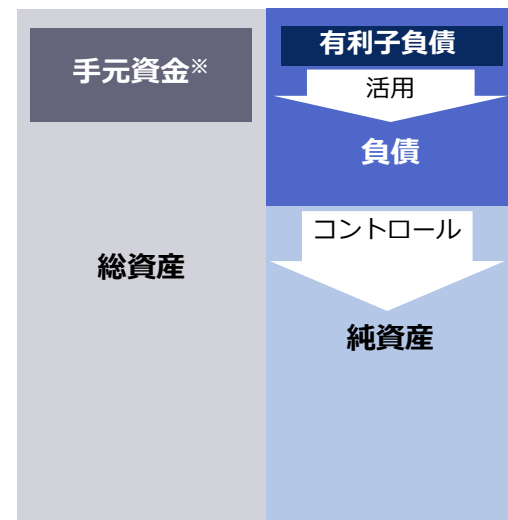 手元資金※
総資産
有利子負債
活用
負債
コントロール
純資産